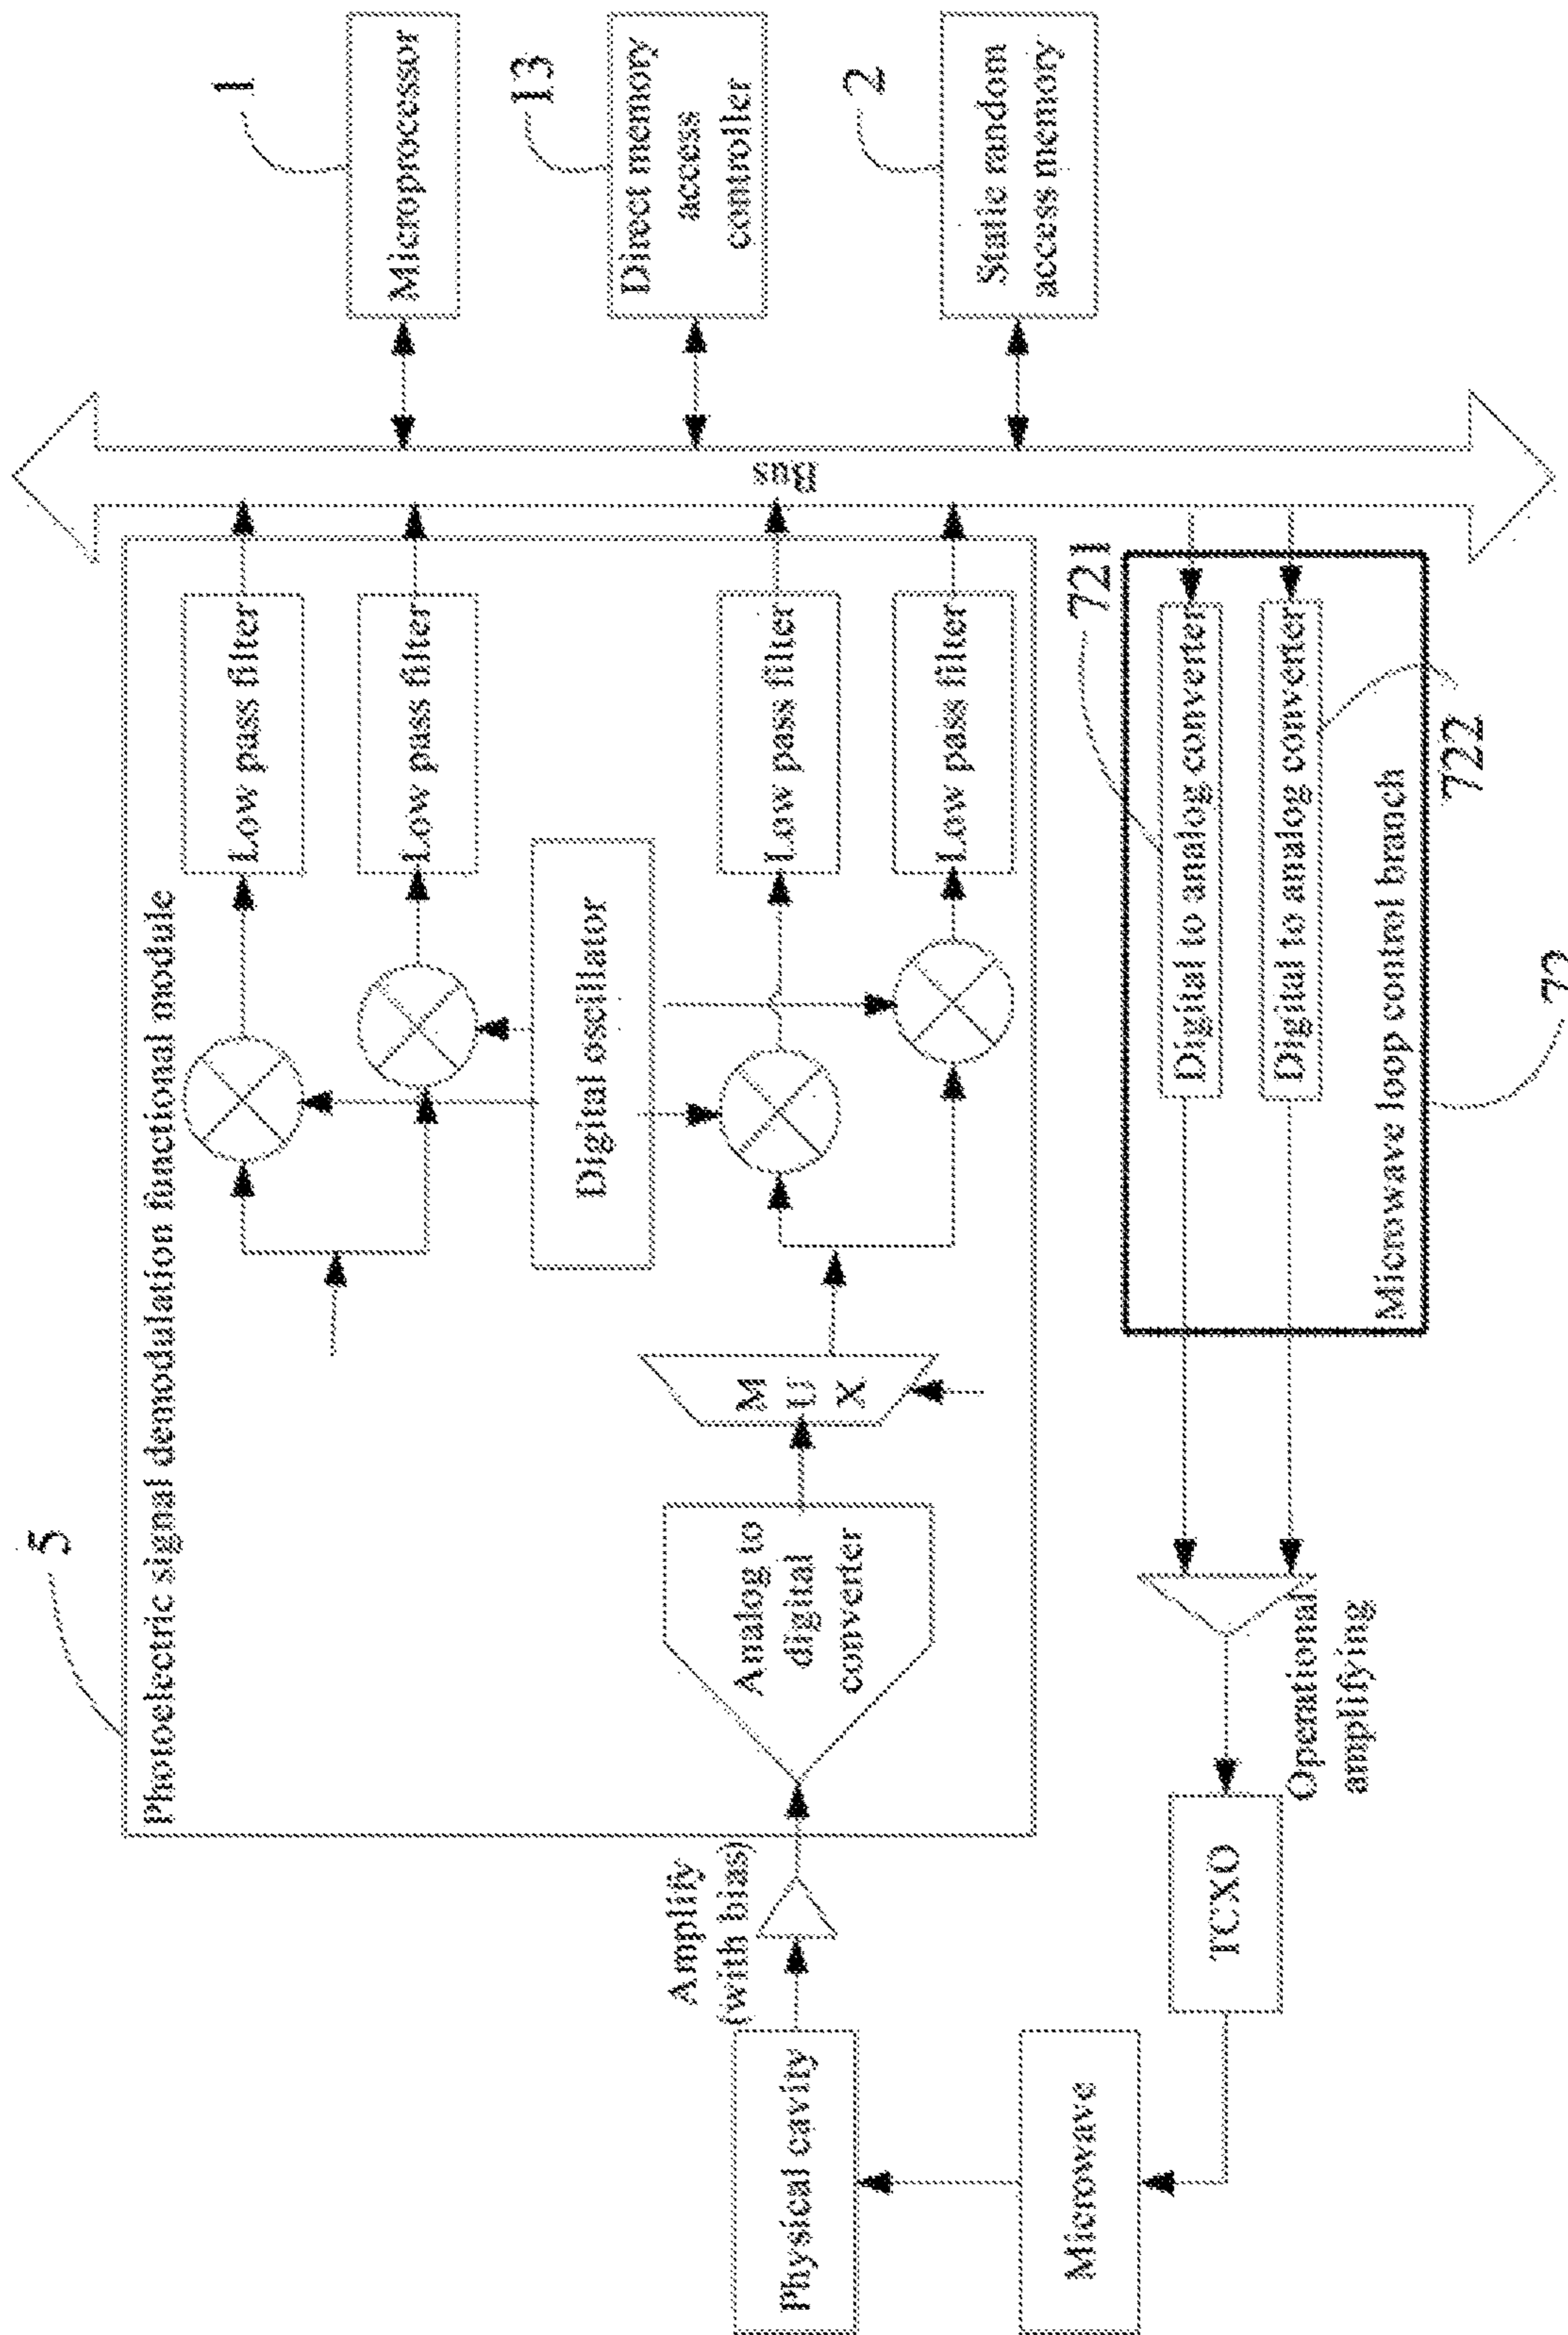 5
Photoelectric signal demodulation functional module
Low pass filter
Low pass filter
Digital oscillator
Low pass filter
Low pass filter
M
U
X
Analog to
digital
converter
Amplify
(with bias)
Physical cavity
Microwave
TCXO
Operational
amplifying
721
Digital to analog converter
Digital to analog converter
722
Microwave loop control branch
72
Bus
1
Microprocessor
13
Direct memory
access
controller
2
Static random
access memory